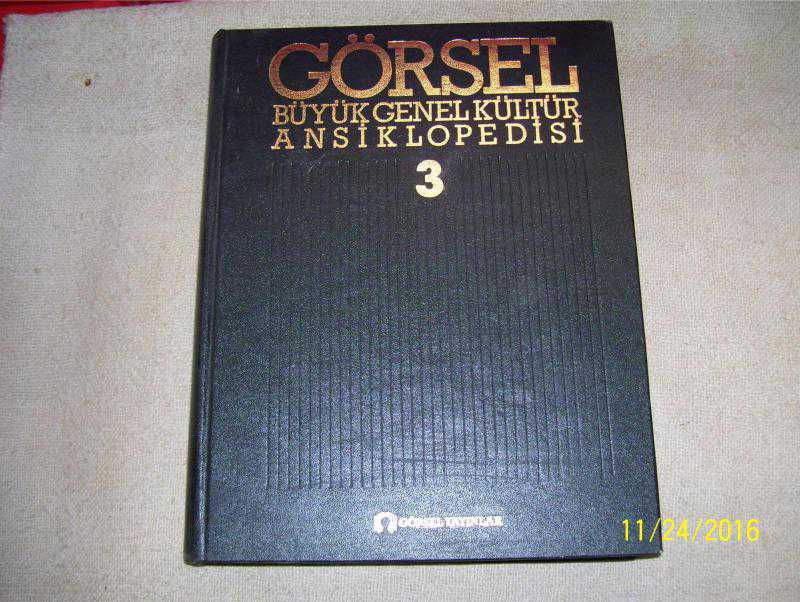 GÖRSEL
BÜYÜK GENEL KÜLTÜR
ANSİKLOPEDİSİ
3
GÖRSEL YAYINLAR
11/24/2016